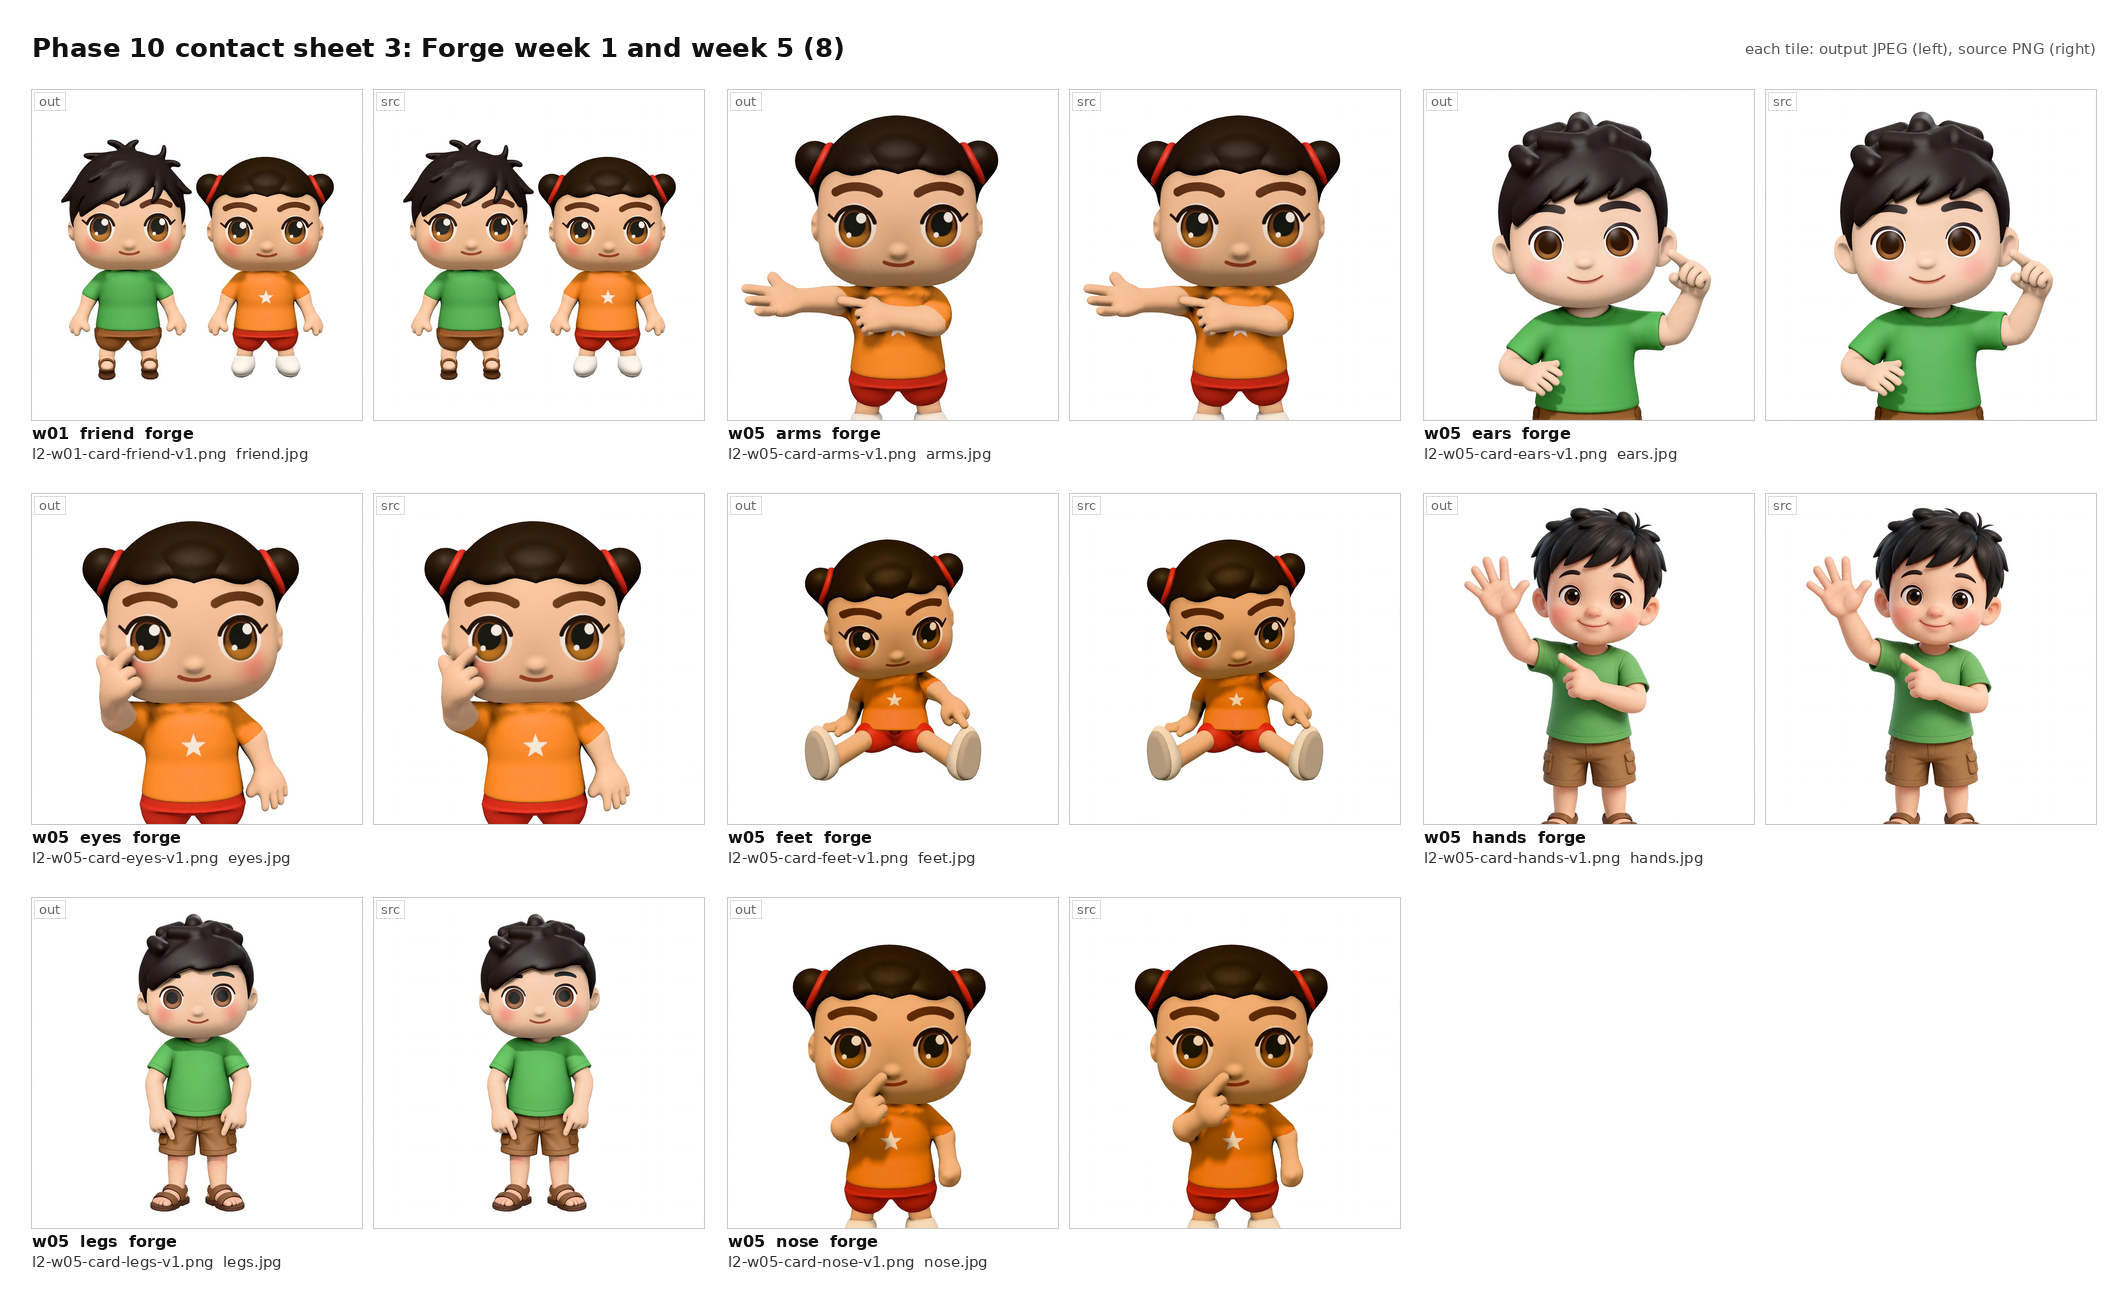 Phase 10 contact sheet 3: Forge week 1 and week 5 (8)
each tile: output JPEG (left), source PNG (right)
out
src
out
src
out
src
w01 friend forge
l2-w01-card-friend-v1.png friend.jpg
w05 arms forge
l2-w05-card-arms-v1.png arms.jpg
w05 ears forge
l2-w05-card-ears-v1.png ears.jpg
out
src
out
src
out
src
w05 eyes forge
l2-w05-card-eyes-v1.png eyes.jpg
w05 feet forge
l2-w05-card-feet-v1.png feet.jpg
w05 hands forge
l2-w05-card-hands-v1.png hands.jpg
out
src
out
src
w05 legs forge
l2-w05-card-legs-v1.png legs.jpg
w05 nose forge
l2-w05-card-nose-v1.png nose.jpg